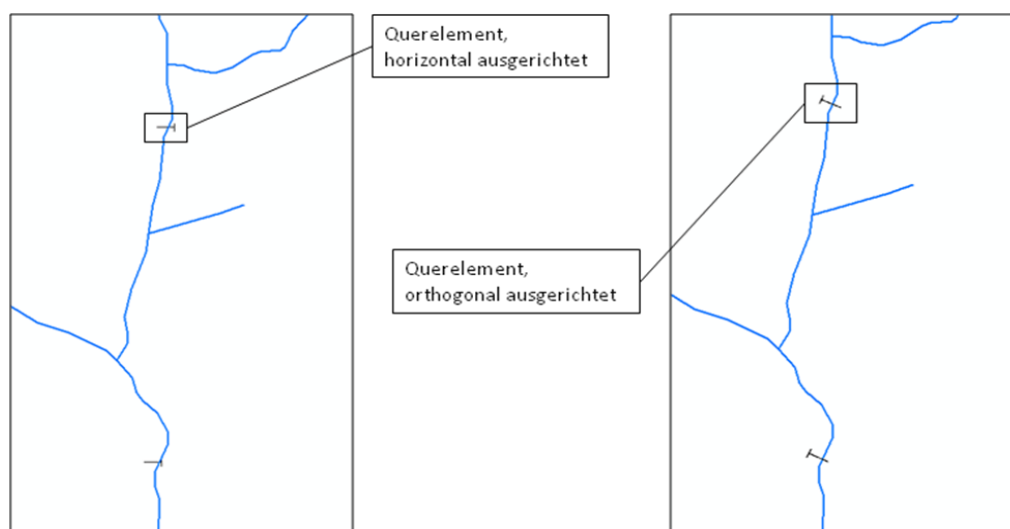 Querelement,
horizontal ausgerichtet
Querelement,
orthogonal ausgerichtet